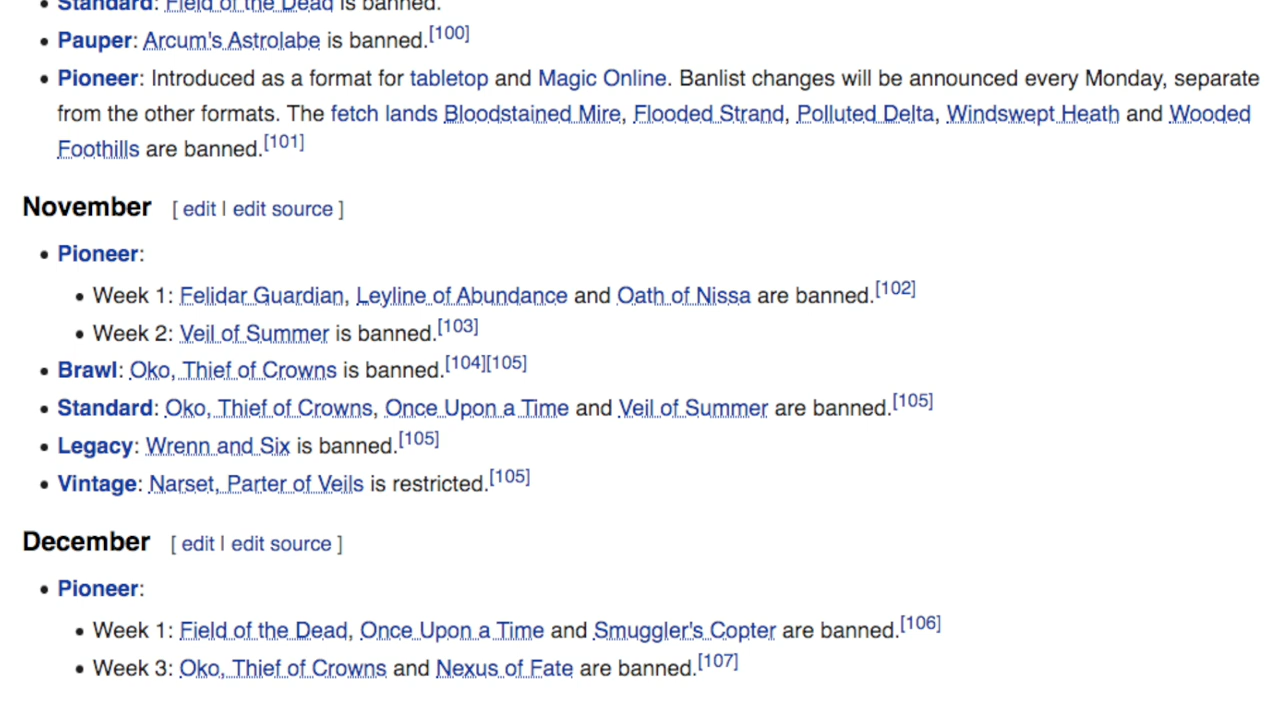 • Standard: Field of the Dead is banned.
• Pauper: Arcum's Astrolabe is banned.[100]
• Pioneer: Introduced as a format for tabletop and Magic Online. Banlist changes will be announced every Monday, separate
from the other formats. The fetch lands Bloodstained Mire, Flooded Strand, Polluted Delta, Windswept Heath and Wooded
Foothills are banned.[101]
November [ edit | edit source ]
• Pioneer:
• Week 1: Felidar Guardian, Leyline of Abundance and Oath of Nissa are banned.[102]
• Week 2: Veil of Summer is banned.[103]
• Brawl: Oko, Thief of Crowns is banned.[104][105]
• Standard: Oko, Thief of Crowns, Once Upon a Time and Veil of Summer are banned.[105]
• Legacy: Wrenn and Six is banned.[105]
• Vintage: Narset, Parter of Veils is restricted.[105]
December [ edit | edit source ]
• Pioneer:
• Week 1: Field of the Dead, Once Upon a Time and Smuggler's Copter are banned.[106]
• Week 3: Oko, Thief of Crowns and Nexus of Fate are banned.[107]